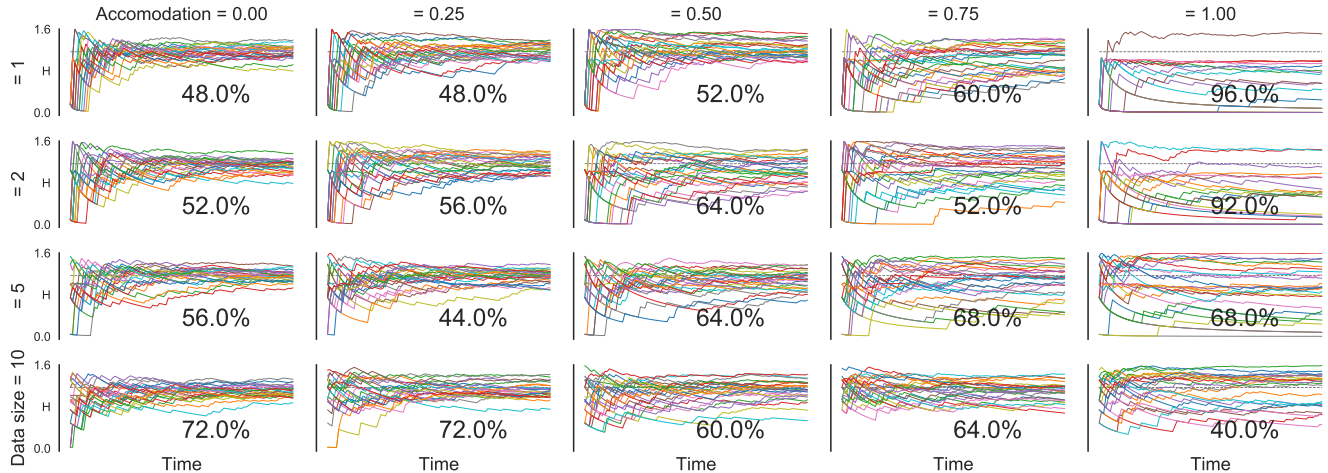 Accomodation = 0.00 = 0.25 = 0.50 = 0.75 = 1.00
= 1 1.6 H 0.0 48.0% 48.0% 52.0% 60.0% 96.0%
= 2 1.6 H 0.0 52.0% 56.0% 64.0% 52.0% 92.0%
= 5 1.6 H 0.0 56.0% 44.0% 64.0% 68.0% 68.0%
Data size = 10 1.6 H 0.0 72.0% 72.0% 60.0% 64.0% 40.0%
Time Time Time Time Time